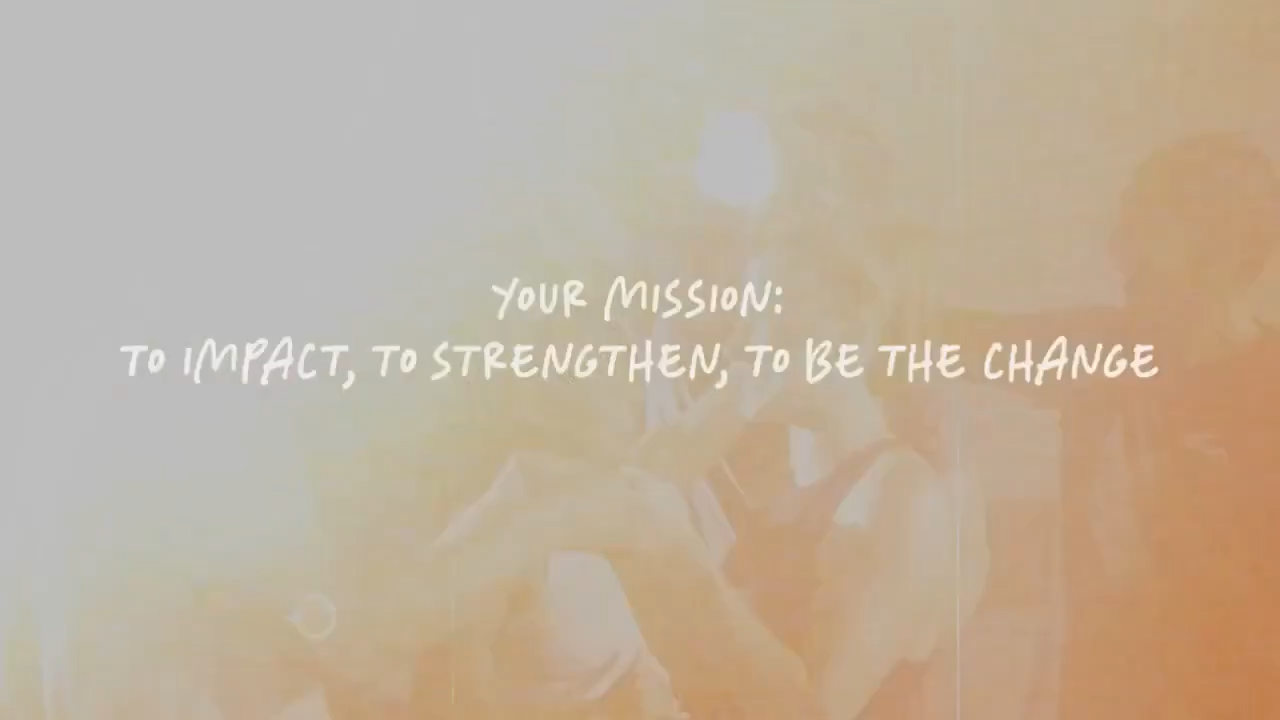 YOUR MISSION:
TO IMPACT, TO STRENGTHEN, TO BE THE CHANGE